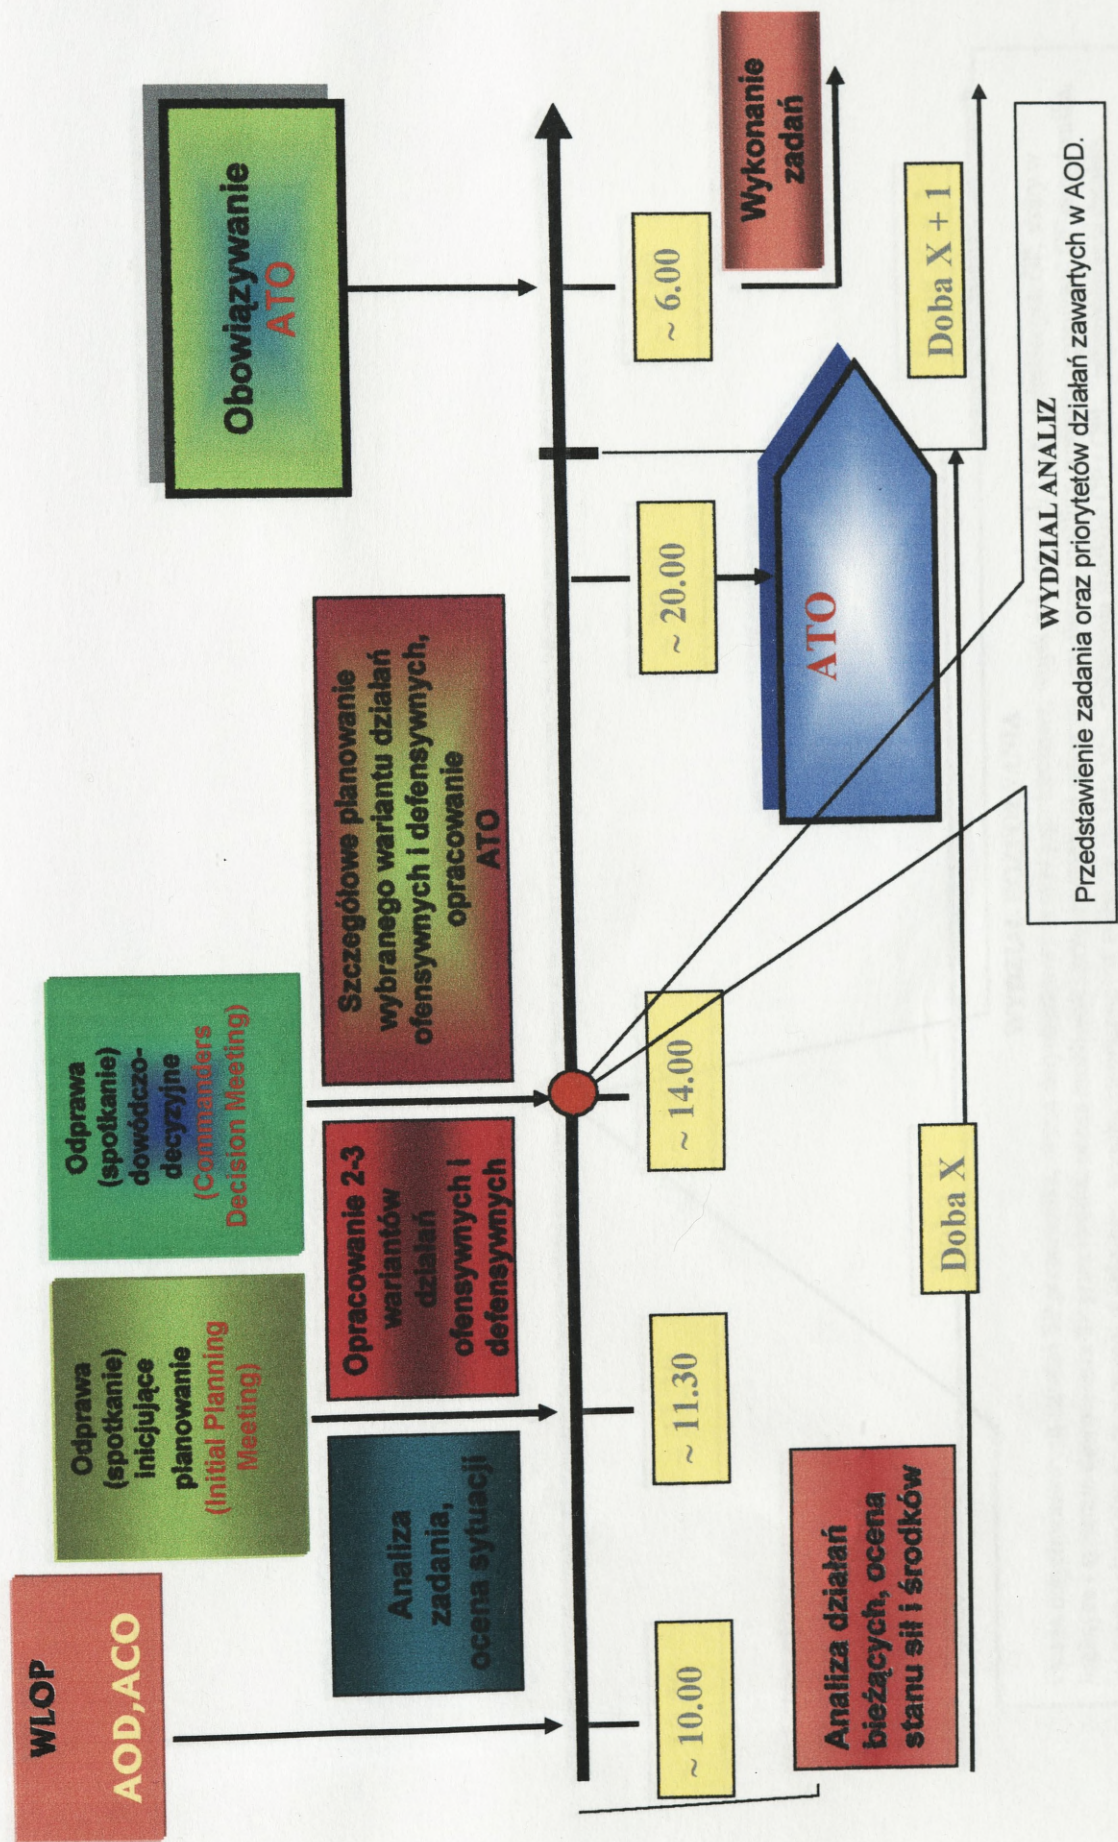 WLOP
AOD,ACO
Odprawa
(spotkanie)
inicjujące
planowanie
(Initial Planning
Meeting)
Odprawa
(spotkanie)
dowódczo-
decyzyjne
(Commanders
Decision Meeting)
Obowiązywanie
ATO
Analiza
zadania,
ocena sytuacji
Opracowanie 2-3
wariantów
działań
ofensywnych i
defensywnych
Szczegółowe planowanie
wybranego wariantu działań
ofensywnych i defensywnych,
opracowanie
ATO
~ 10.00
~ 11.30
~ 14.00
~ 20.00
~ 6.00
Wykonanie
zadań
Analiza działań
bieżących, ocena
stanu sił i środków
ATO
Doba X
Doba X + 1
WYDZIAŁ ANALIZ
Przedstawienie zadania oraz priorytetów działań zawartych w AOD.